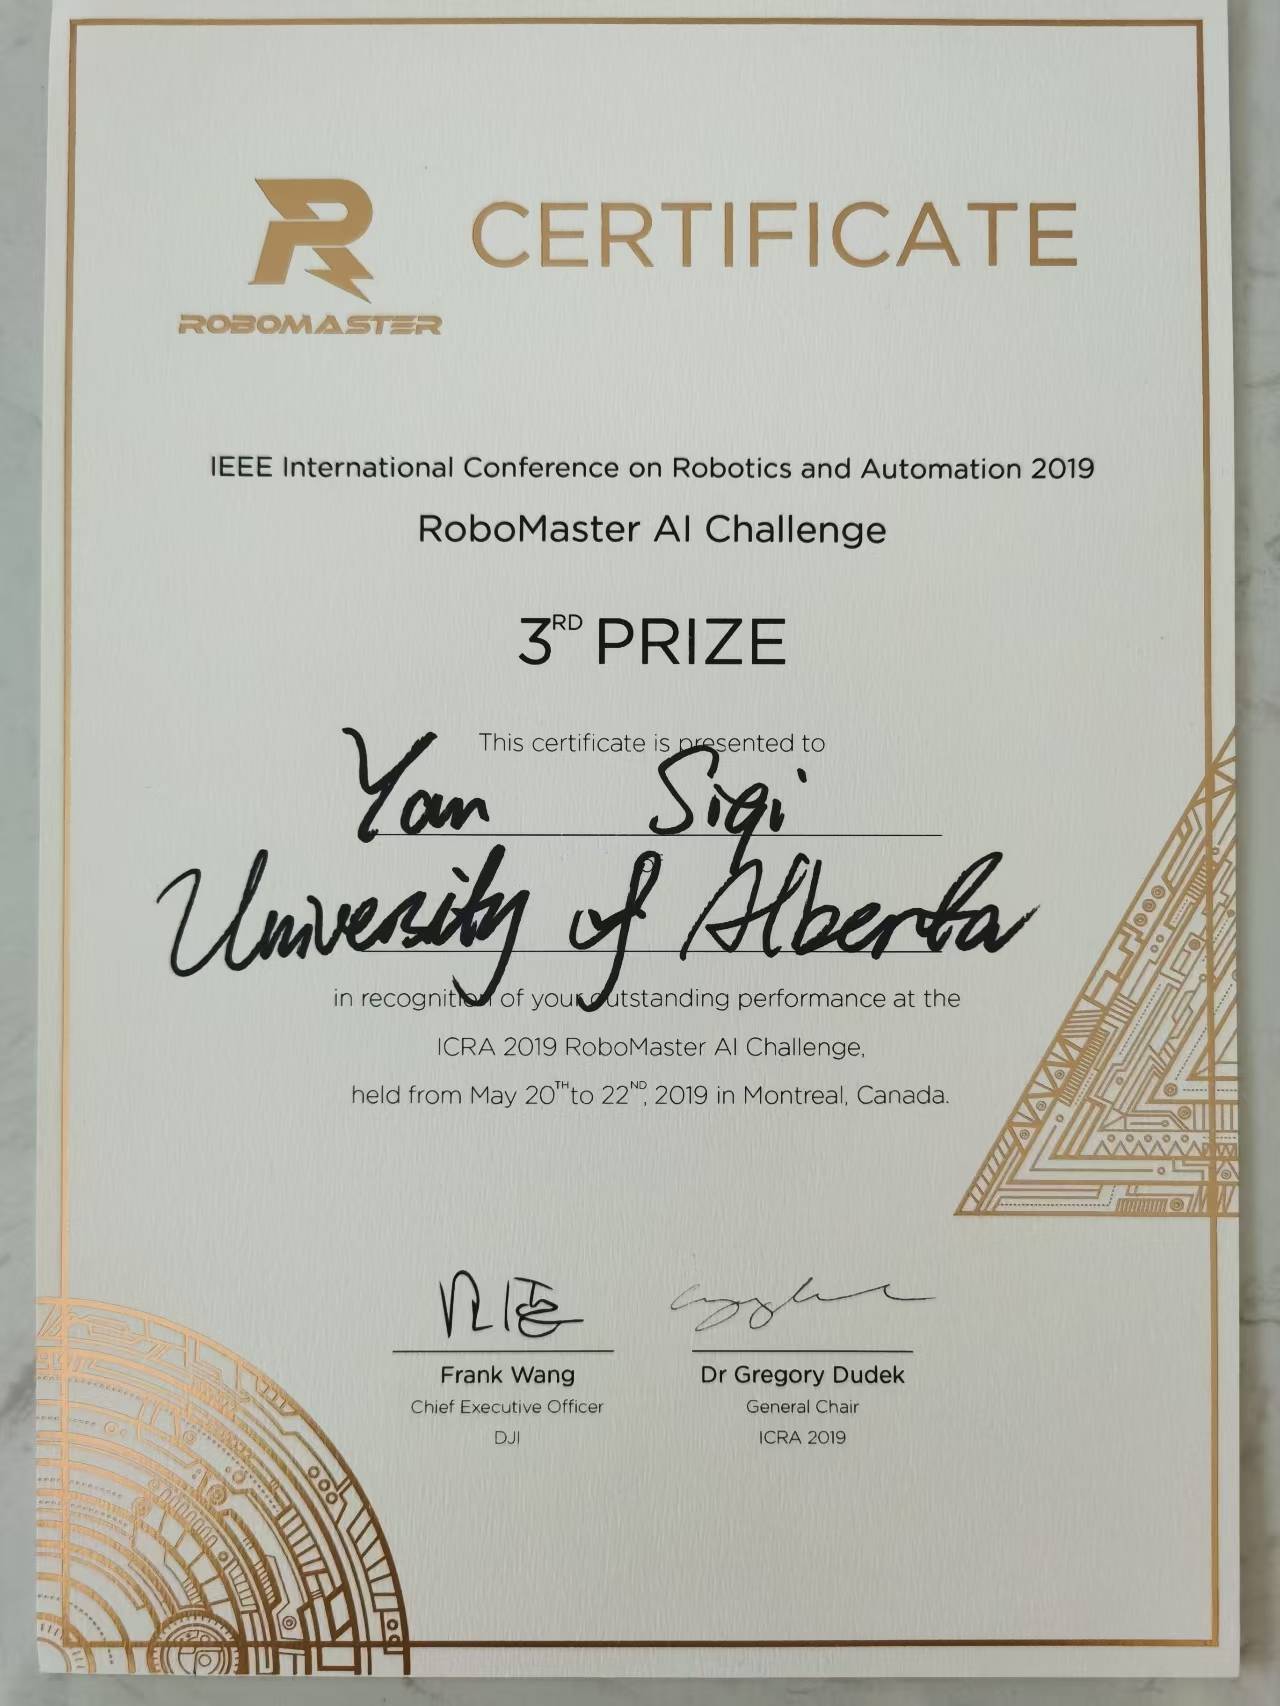 CERTIFICATE
ROBOMASTER
IEEE International Conference on Robotics and Automation 2019
RoboMaster AI Challenge
3RD PRIZE
This certificate is presented to
Yan Siqi
of
University of Alberta
in recognition of your outstanding performance at the
ICRA 2019 RoboMaster AI Challenge,
held from May 20TH to 22ND, 2019 in Montreal, Canada.
Frank Wang
Chief Executive Officer
DJI
Dr Gregory Dudek
General Chair
ICRA 2019